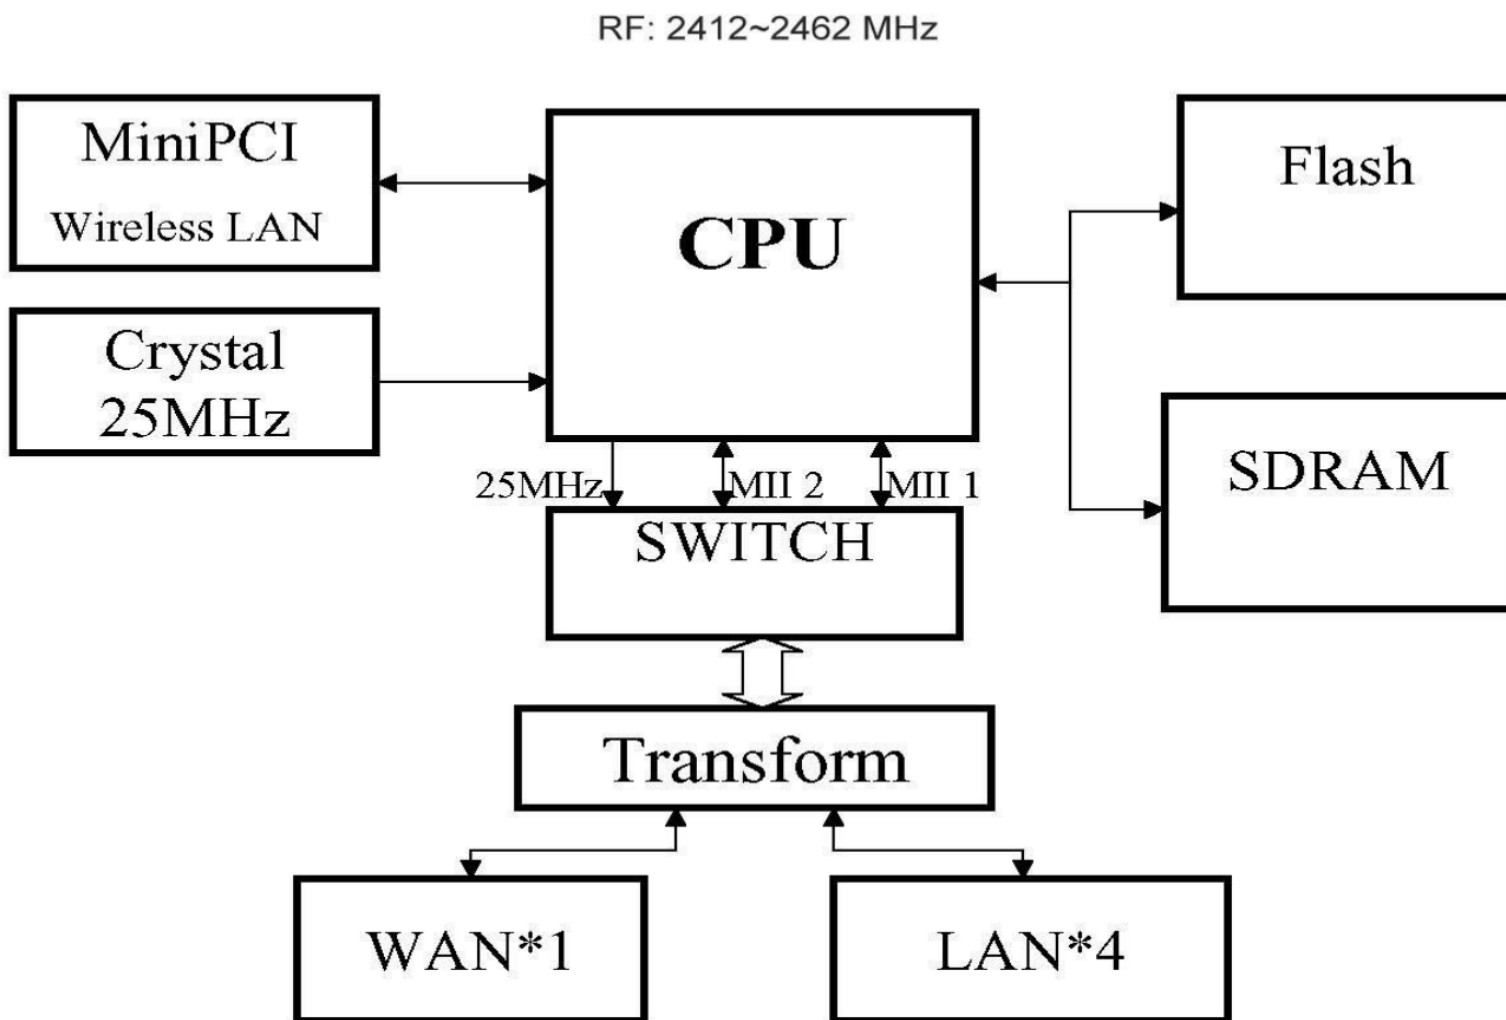 RF: 2412~2462 MHz
MiniPCI
Wireless LAN
CPU
Flash
Crystal
25MHz
25MHz
MII 2
MII 1
SDRAM
SWITCH
Transform
WAN*1
LAN*4